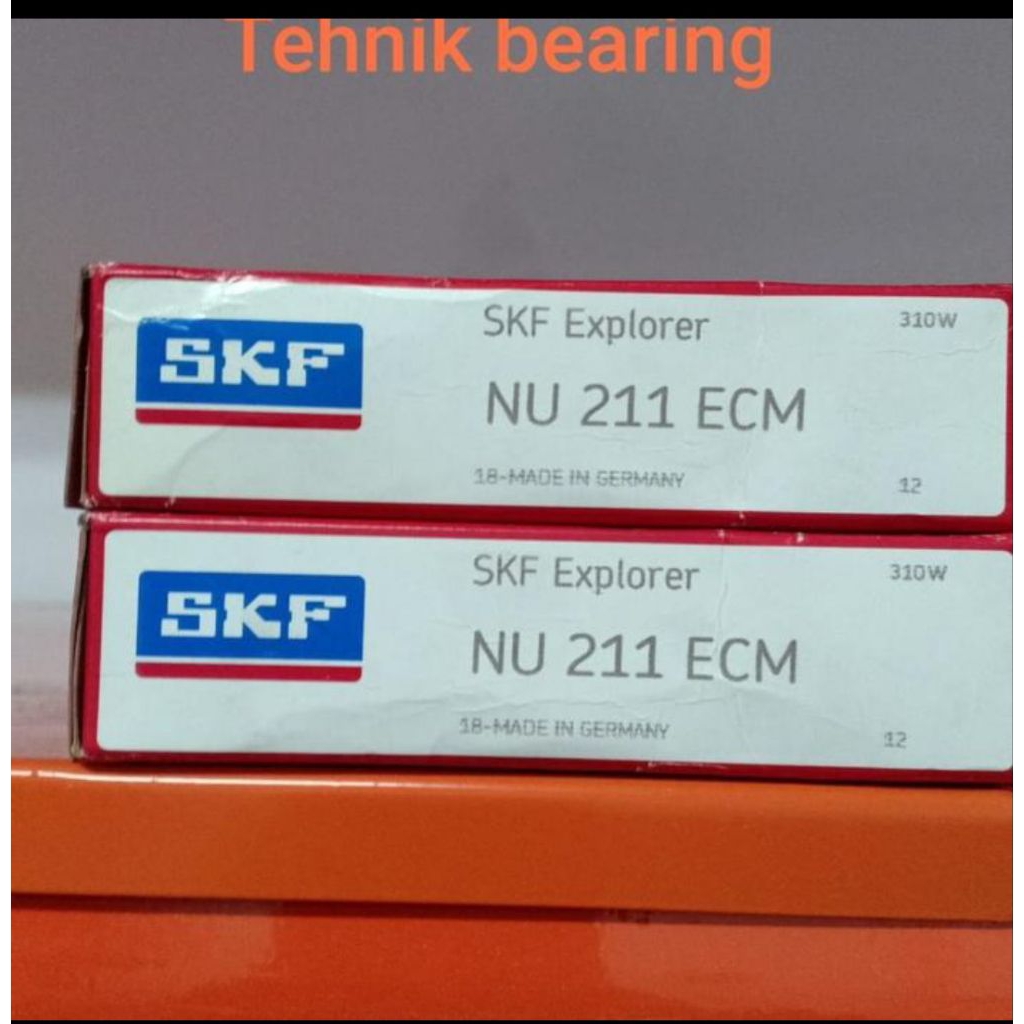 Tehnik bearing
SKF
SKF Explorer
310W
NU 211 ECM
18-MADE IN GERMANY
12
SKF
SKF Explorer
310W
NU 211 ECM
18-MADE IN GERMANY
12